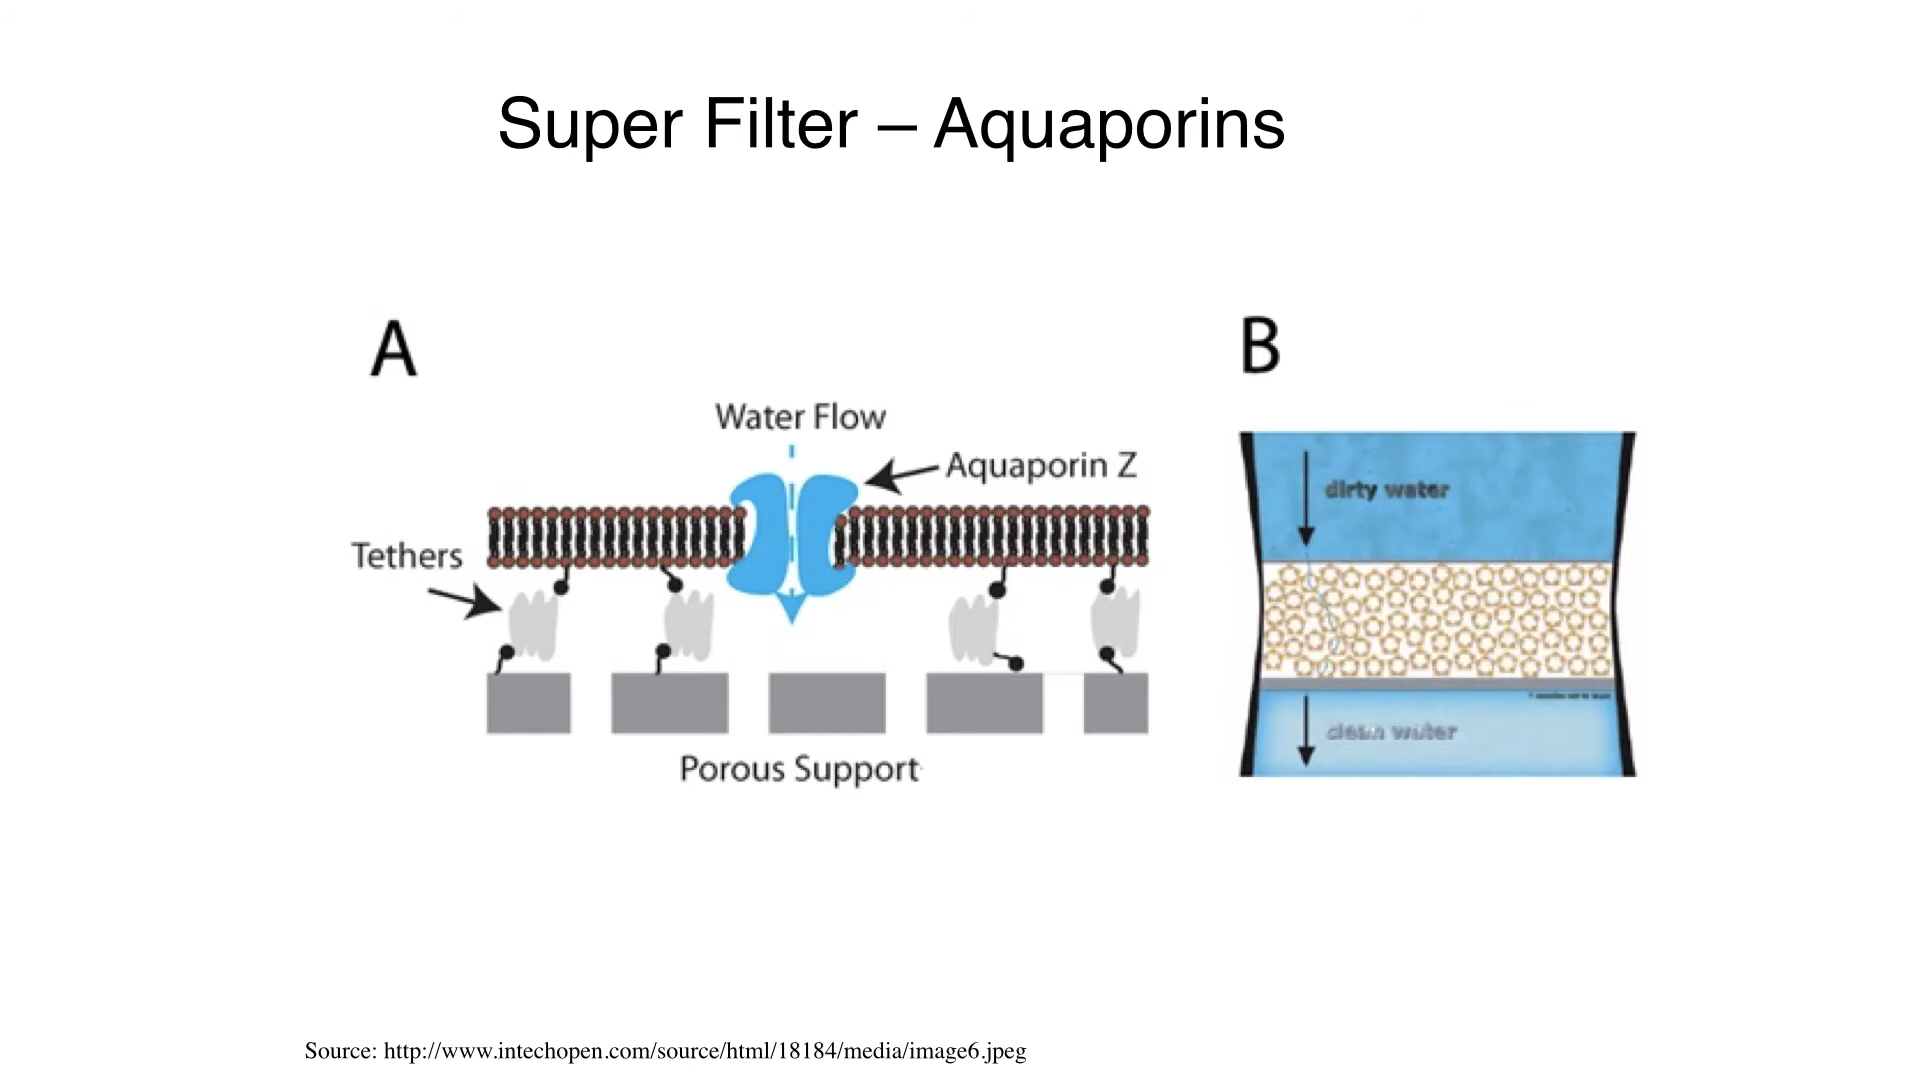 Super Filter – Aquaporins
A
B
Water Flow
Aquaporin Z
Tethers
dirty water
clean water
Porous Support
Source: http://www.intechopen.com/source/html/18184/media/image6.jpeg